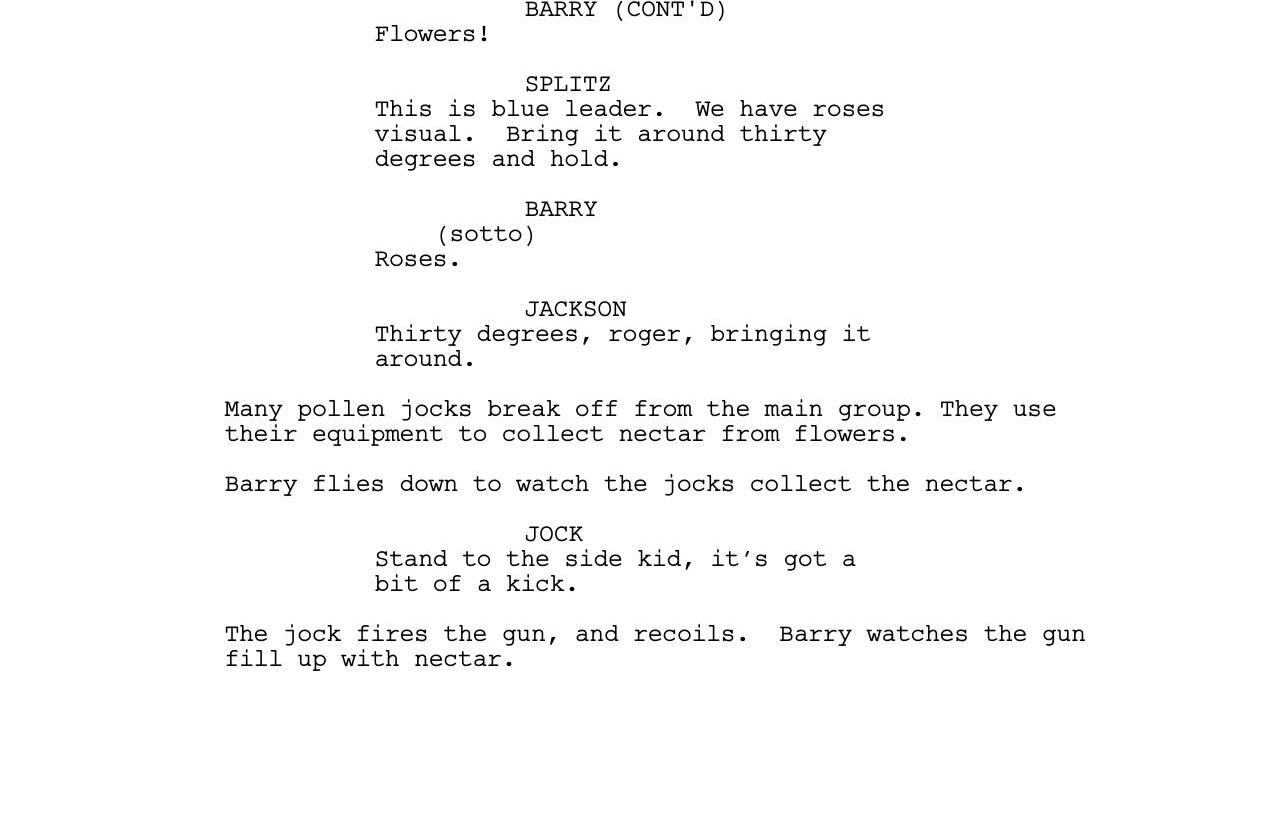 BARRY (CONT'D)
Flowers!
SPLITZ
This is blue leader.  We have roses
visual.  Bring it around thirty
degrees and hold.
BARRY
(sotto)
Roses.
JACKSON
Thirty degrees, roger, bringing it
around.
Many pollen jocks break off from the main group. They use
their equipment to collect nectar from flowers.
Barry flies down to watch the jocks collect the nectar.
JOCK
Stand to the side kid, it’s got a
bit of a kick.
The jock fires the gun, and recoils.  Barry watches the gun
fill up with nectar.